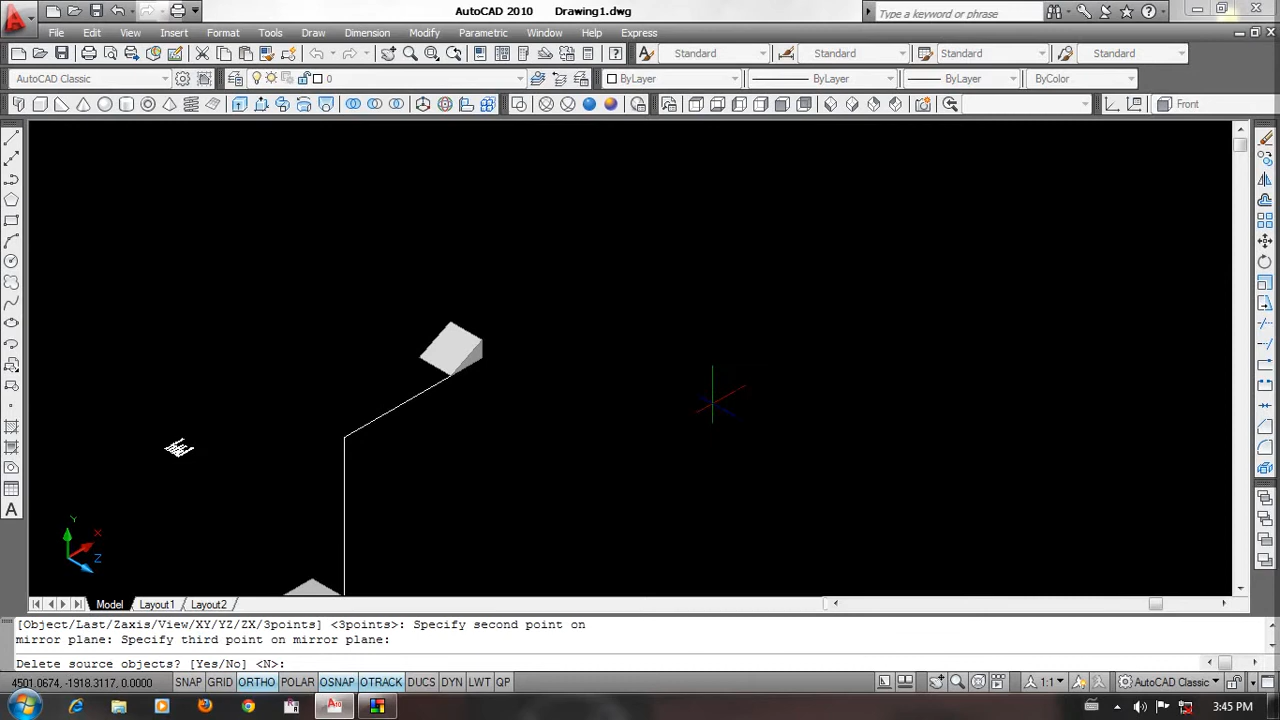 AutoCAD 2010 Drawing1.dwg
Type a keyword or phrase
File Edit View Insert Format Tools Draw Dimension Modify Parametric Window Help Express
Standard Standard Standard Standard
AutoCAD Classic 0 ByLayer ByLayer ByLayer ByColor
Front
Y
X
Z
Model Layout1 Layout2
[Object/Last/Zaxis/View/XY/YZ/ZX/3points] <3points>: Specify second point on
mirror plane: Specify third point on mirror plane:
Delete source objects? [Yes/No] <N>:
4501.0674, -1918.3117, 0.0000 SNAP GRID ORTHO POLAR OSNAP OTRACK DUCS DYN LWT QP 1:1 AutoCAD Classic
3:45 PM